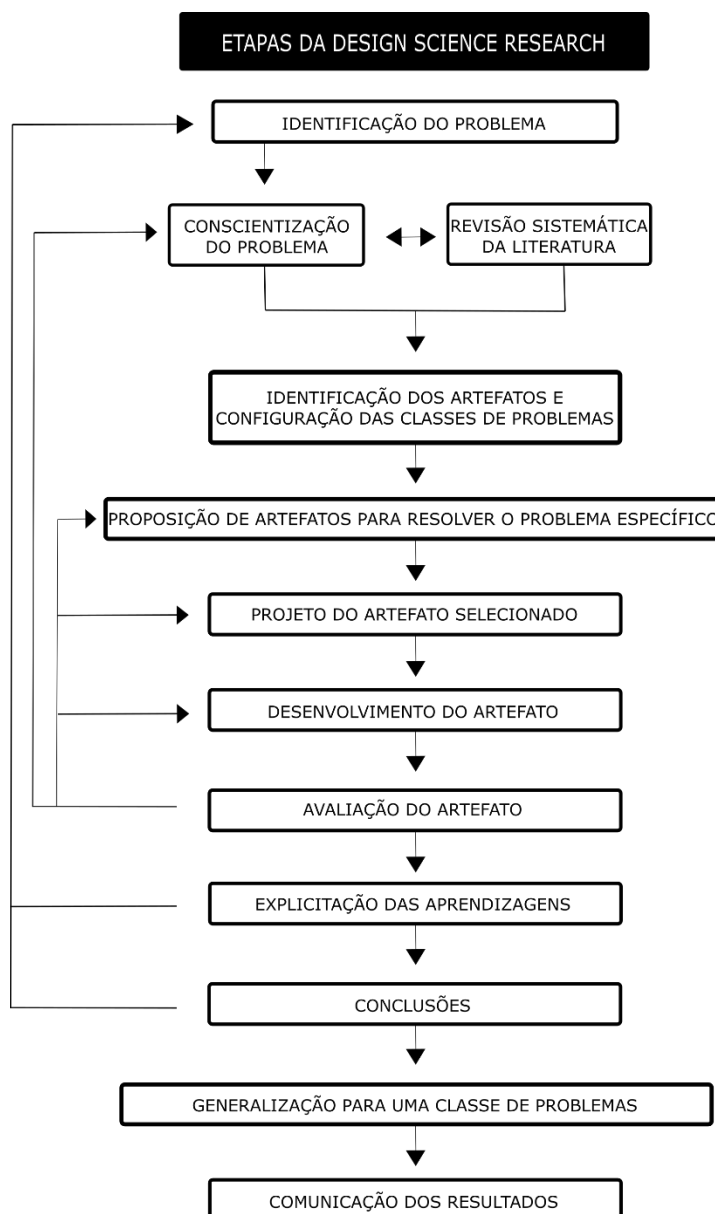 ETAPAS DA DESIGN SCIENCE RESEARCH
IDENTIFICAÇÃO DO PROBLEMA
CONSCIENTIZAÇÃO
DO PROBLEMA
REVISÃO SISTEMÁTICA
DA LITERATURA
IDENTIFICAÇÃO DOS ARTEFATOS E
CONFIGURAÇÃO DAS CLASSES DE PROBLEMAS
PROPOSIÇÃO DE ARTEFATOS PARA RESOLVER O PROBLEMA ESPECÍFICO
PROJETO DO ARTEFATO SELECIONADO
DESENVOLVIMENTO DO ARTEFATO
AVALIAÇÃO DO ARTEFATO
EXPLICITAÇÃO DAS APRENDIZAGENS
CONCLUSÕES
GENERALIZAÇÃO PARA UMA CLASSE DE PROBLEMAS
COMUNICAÇÃO DOS RESULTADOS